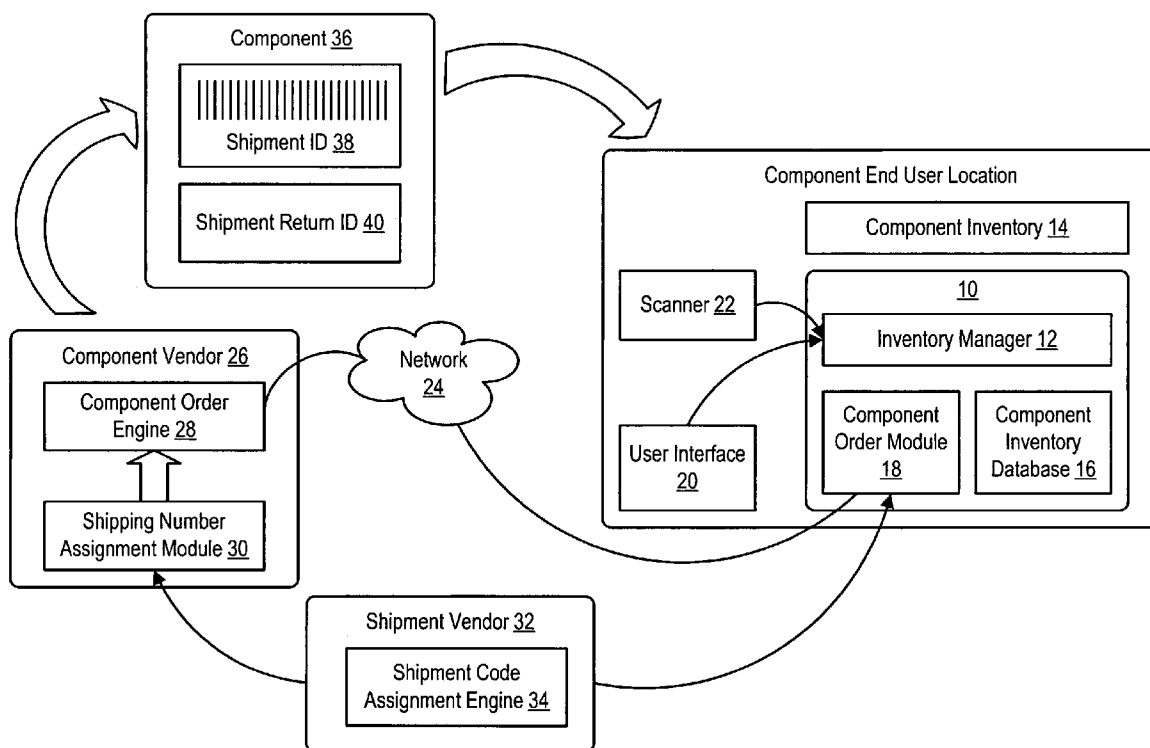 Component 36
Shipment ID 38
Shipment Return ID 40
Component End User Location
Component Inventory 14
10
Scanner 22
Inventory Manager 12
User Interface
20
Component
Order Module
18
Component
Inventory
Database 16
Network
24
Component Vendor 26
Component Order
Engine 28
Shipping Number
Assignment Module 30
Shipment Vendor 32
Shipment Code
Assignment Engine 34